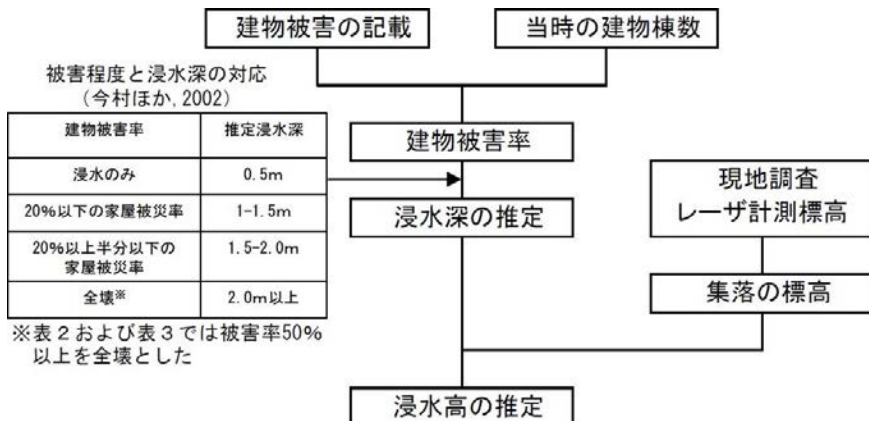 建物被害の記載
当時の建物棟数
被害程度と浸水深の対応
(今村ほか, 2002)
建物被害率 推定浸水深
浸水のみ 0.5m
20%以下の家屋被災率 1-1.5m
20%以上半分以下の
家屋被災率 1.5-2.0m
全壊※ 2.0m以上
※表2および表3では被害率50%
以上を全壊とした
建物被害率
浸水深の推定
現地調査
レーザ計測標高
集落の標高
浸水高の推定